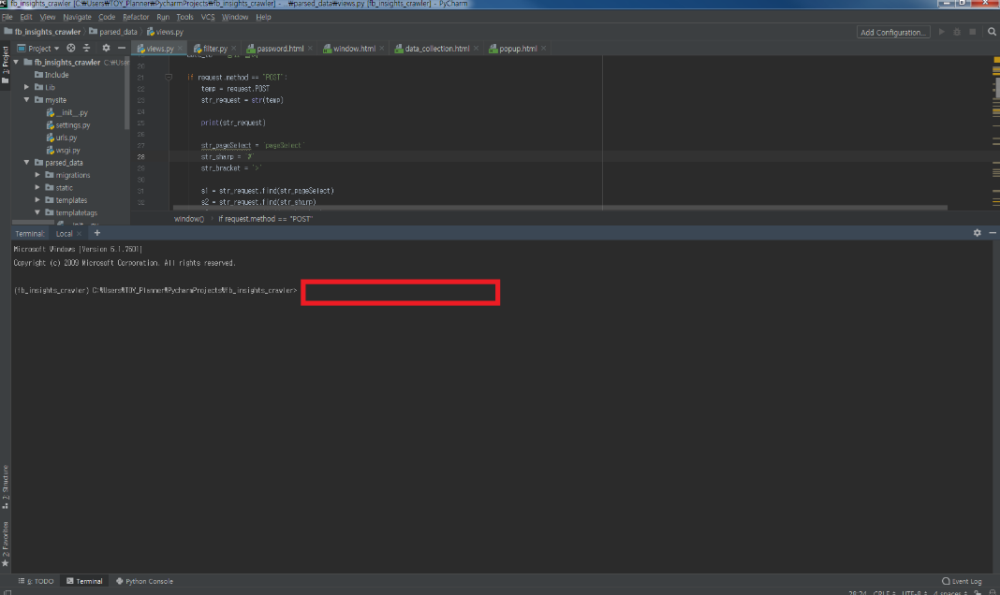 fb_insights_crawler [C:₩Users₩TOY_Planner₩PycharmProjects₩fb_insights_crawler] - ...₩parsed_data₩views.py [fb_insights_crawler] - PyCharm
File Edit View Navigate Code Refactor Run Tools VCS Window Help
fb_insights_crawler parsed_data views.py Add Configuration...
Project views.py filter.py password.html window.html data_collection.html popup.html
1: Project
fb_insights_crawler C:₩User
Include
Lib
mysite
__init__.py
settings.py
urls.py
wsgi.py
parsed_data
migrations
static
templates
templatetags
__init__.py
20
21 if request.method == "POST":
22 temp = request.POST
23 str_request = str(temp)
24
25 print(str_request)
26
27 str_pageSelect = 'pageSelect'
28 str_sharp = '#'
29 str_bracket = '>'
30
31 s1 = str_request.find(str_pageSelect)
32 s2 = str_request.find(str_sharp)
window() › if request.method == "POST"
Terminal: Local +
Microsoft Windows [Version 6.1.7601]
Copyright (c) 2009 Microsoft Corporation. All rights reserved.
(fb_insights_crawler) C:₩Users₩TOY_Planner₩PycharmProjects₩fb_insights_crawler>
7: Structure
2: Favorites
6: TODO Terminal Python Console Event Log
28:24 CRLF UTF-8 4 spaces